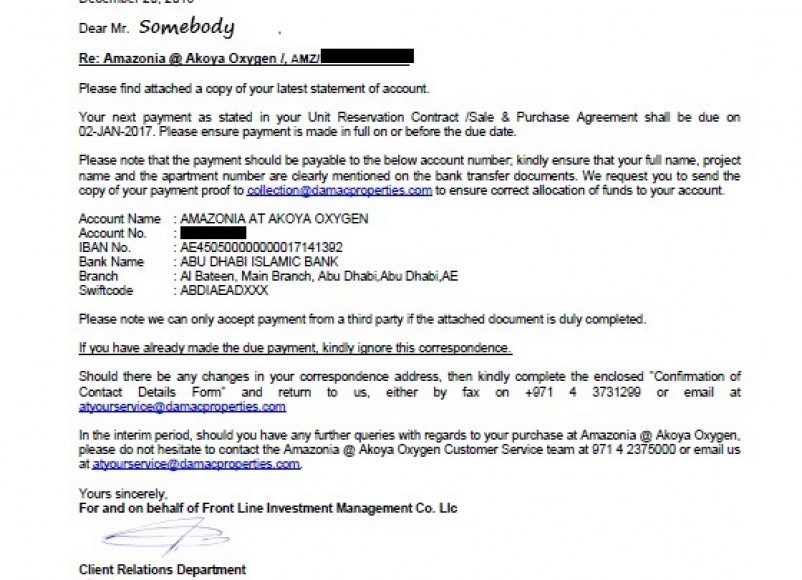 Dear Mr. Somebody
Re: Amazonia @ Akoya Oxygen /, AMZ/
Please find attached a copy of your latest statement of account.
Your next payment as stated in your Unit Reservation Contract /Sale & Purchase Agreement shall be due on
02-JAN-2017. Please ensure payment is made in full on or before the due date.
Please note that the payment should be payable to the below account number; kindly ensure that your full name, project
name and the apartment number are clearly mentioned on the bank transfer documents. We request you to send the
copy of your payment proof to collection@damacproperties.com to ensure correct allocation of funds to your account.
Account Name : AMAZONIA AT AKOYA OXYGEN
Account No. :
IBAN No. : AE450500000000017141392
Bank Name : ABU DHABI ISLAMIC BANK
Branch : Al Bateen, Main Branch, Abu Dhabi,Abu Dhabi,AE
Swiftcode : ABDIAEADXXX
Please note we can only accept payment from a third party if the attached document is duly completed.
If you have already made the due payment, kindly ignore this correspondence.
Should there be any changes in your correspondence address, then kindly complete the enclosed "Confirmation of
Contact Details Form" and return to us, either by fax on +971 4 3731299 or email at
atyourservice@damacproperties.com
In the interim period, should you have any further queries with regards to your purchase at Amazonia @ Akoya Oxygen,
please do not hesitate to contact the Amazonia @ Akoya Oxygen Customer Service team at 971 4 2375000 or email us
at atyourservice@damacproperties.com.
Yours sincerely,
For and on behalf of Front Line Investment Management Co. Llc
Client Relations Department